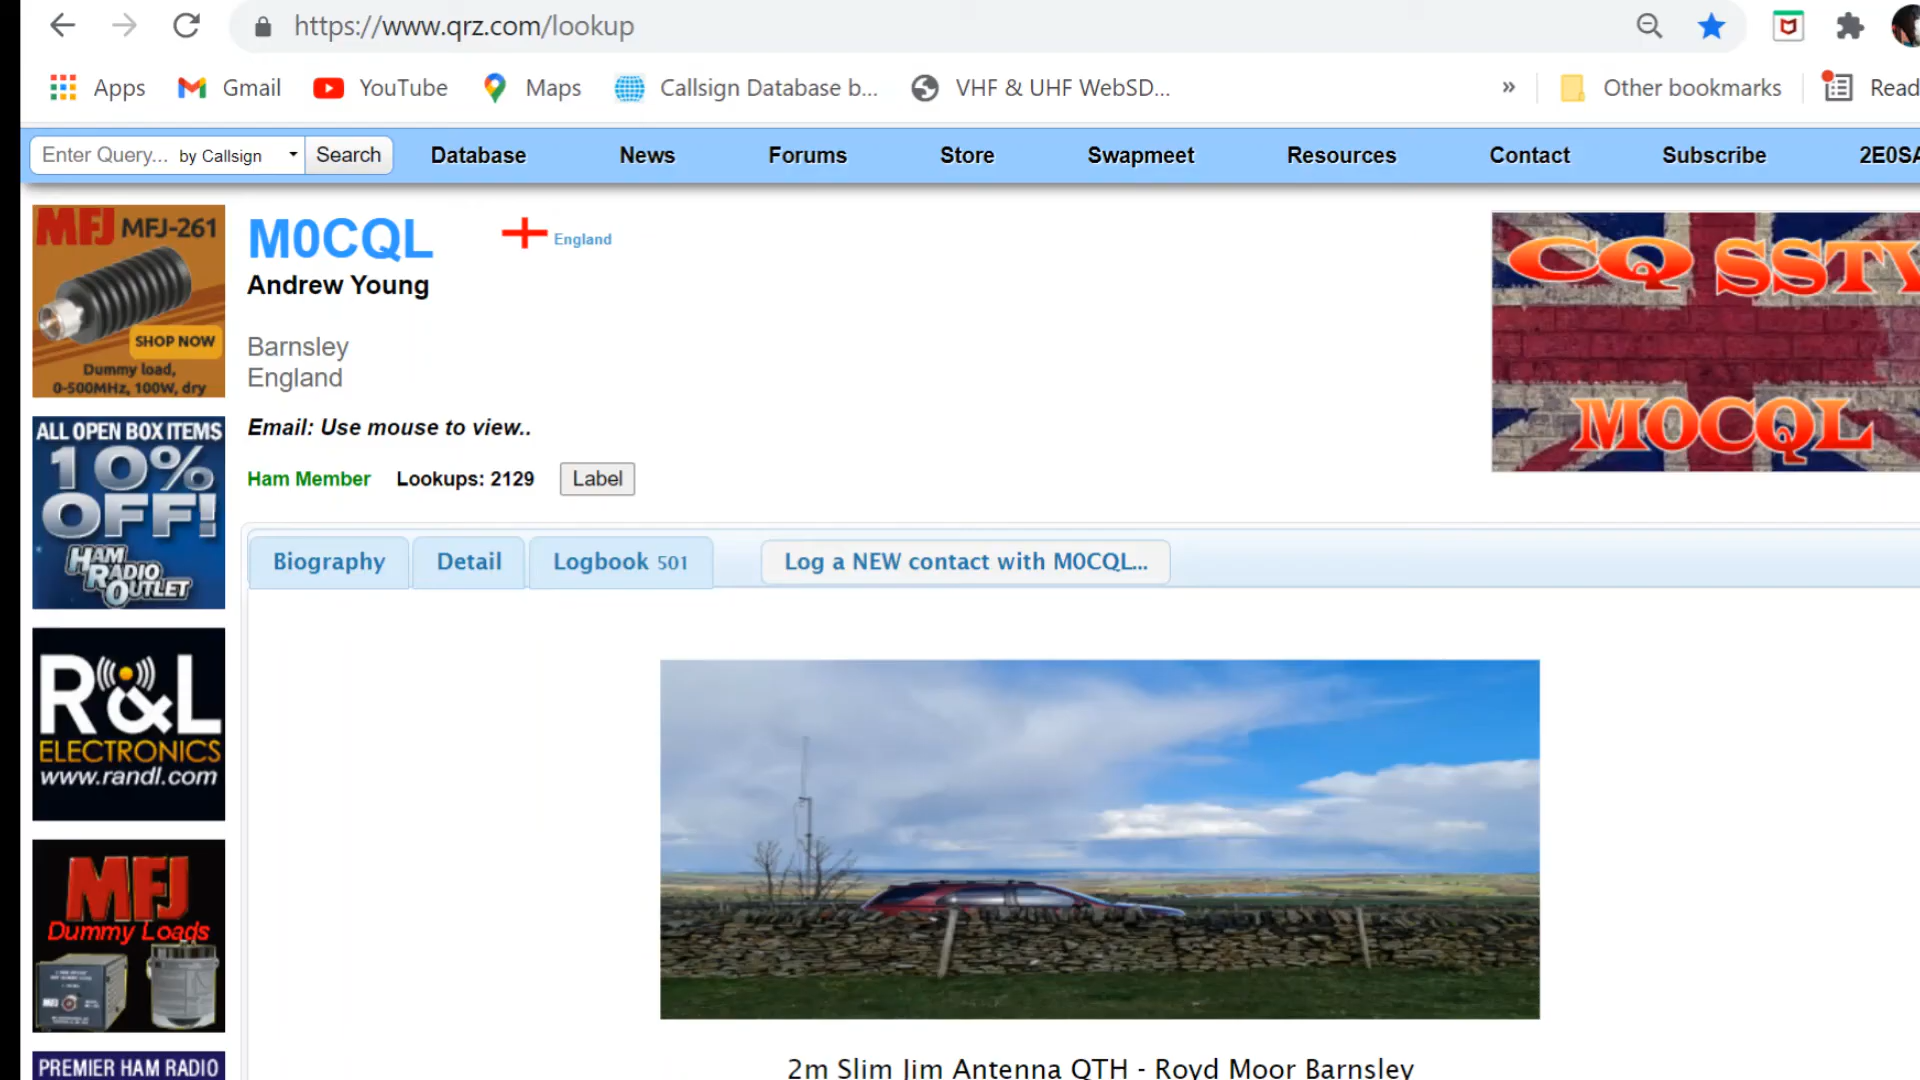 https://www.qrz.com/lookup
Apps Gmail YouTube Maps Callsign Database b... VHF & UHF WebSD... » Other bookmarks Read
Enter Query... by Callsign Search Database News Forums Store Swapmeet Resources Contact Subscribe 2E0SA
MFJ MFJ-261
SHOP NOW
Dummy load,
0-500MHz, 100W, dry
M0CQL England
Andrew Young
Barnsley
England
Email: Use mouse to view..
Ham Member Lookups: 2129 Label
CQ SSTV
M0CQL
ALL OPEN BOX ITEMS
10%
OFF!
HAM
RADIO
OUTLET
Biography Detail Logbook 501 Log a NEW contact with M0CQL...
R&L
ELECTRONICS
www.randl.com
MFJ
Dummy Loads
PREMIER HAM RADIO
2m Slim Jim Antenna QTH - Royd Moor Barnsley